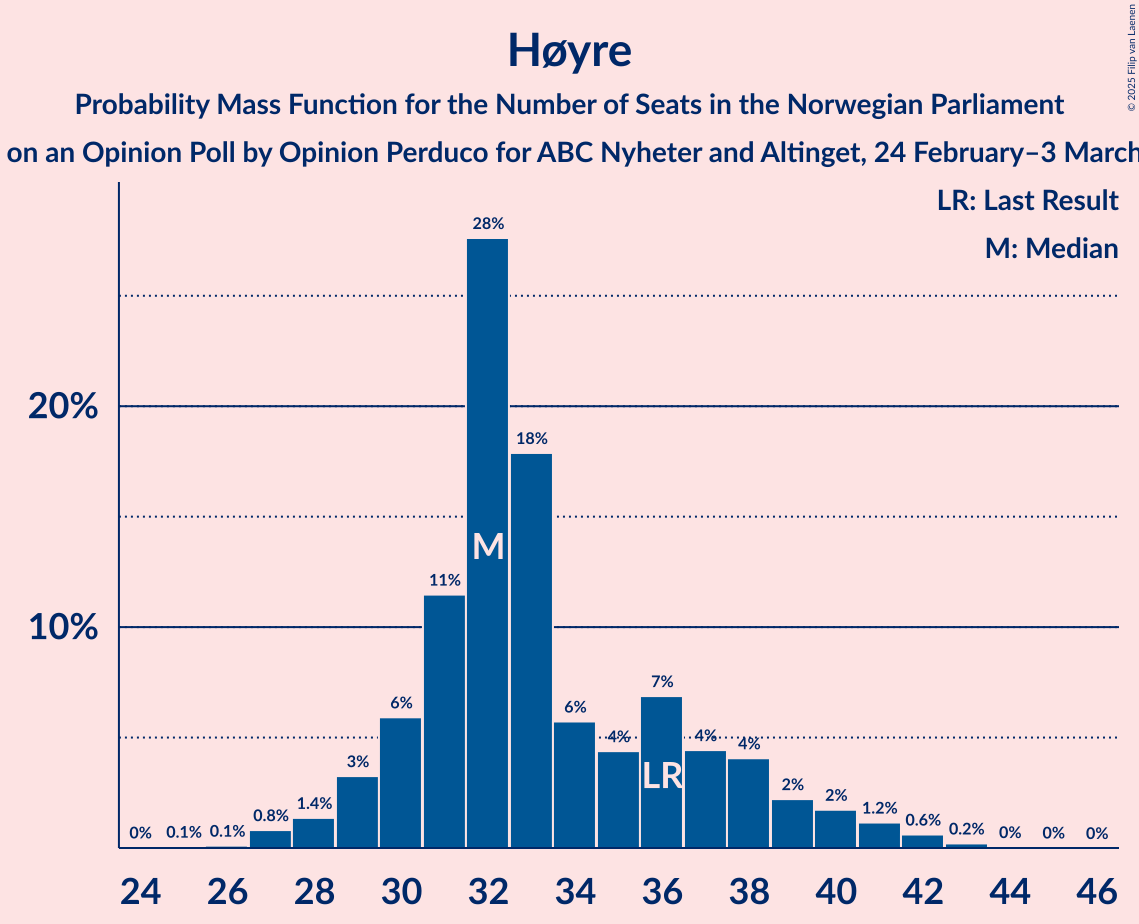 Høyre
Probability Mass Function for the Number of Seats in the Norwegian Parliament
on an Opinion Poll by Opinion Perduco for ABC Nyheter and Altinget, 24 February–3 March
© 2025 Filip van Laenen
LR: Last Result
M: Median
28%
20%
18%
M
11%
10%
7%
6%
6%
4%
4%
4%
LR
3%
2%
2%
1.4%
1.2%
0.8%
0.6%
0.2%
0%
0.1%
0.1%
0%
0%
0%
24 26 28 30 32 34 36 38 40 42 44 46